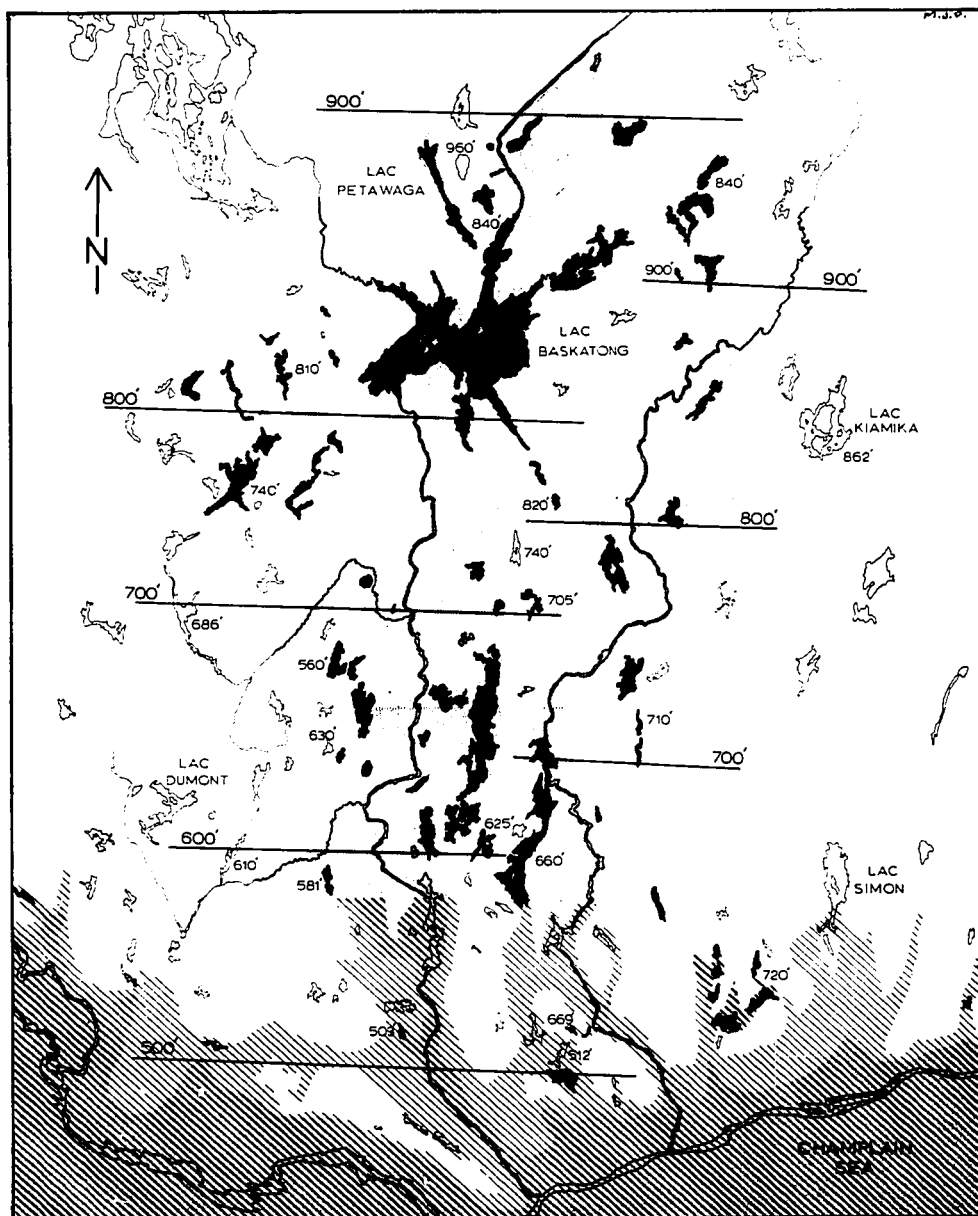 M.J.O.
900'
960'
LAC
PETAWAGA
840'
840'
N
900'
900'
LAC
BASKATONG
810'
800'
LAC
KIAMIKA
862'
740'
820'
800'
740'
700'
705'
686'
560'
710'
630'
700'
LAC
DUMONT
625'
600'
610'
660'
581'
LAC
SIMON
720'
503'
669'
512'
500'
CHAMPLAIN
SEA